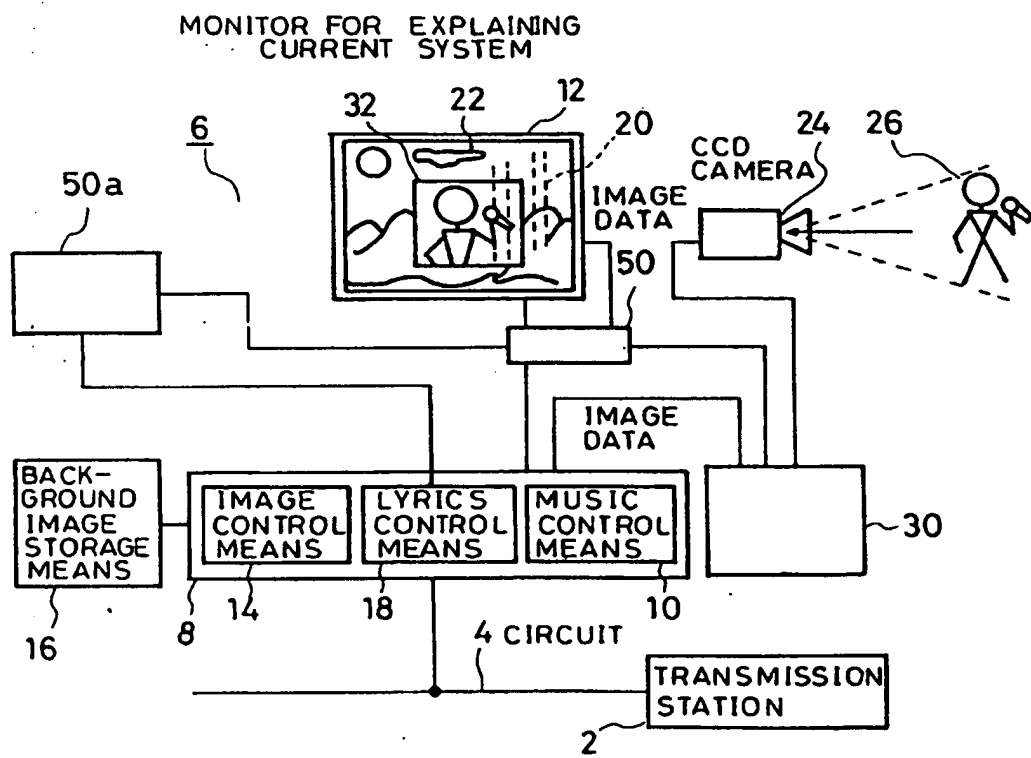 MONITOR FOR EXPLAINING
CURRENT SYSTEM
32
22
12
20
24
26
6
50a
CCD
CAMERA
IMAGE
DATA
50
IMAGE
DATA
BACK-
GROUND
IMAGE
STORAGE
MEANS
IMAGE
CONTROL
MEANS
LYRICS
CONTROL
MEANS
MUSIC
CONTROL
MEANS
30
16
8
14
18
10
4 CIRCUIT
TRANSMISSION
STATION
2